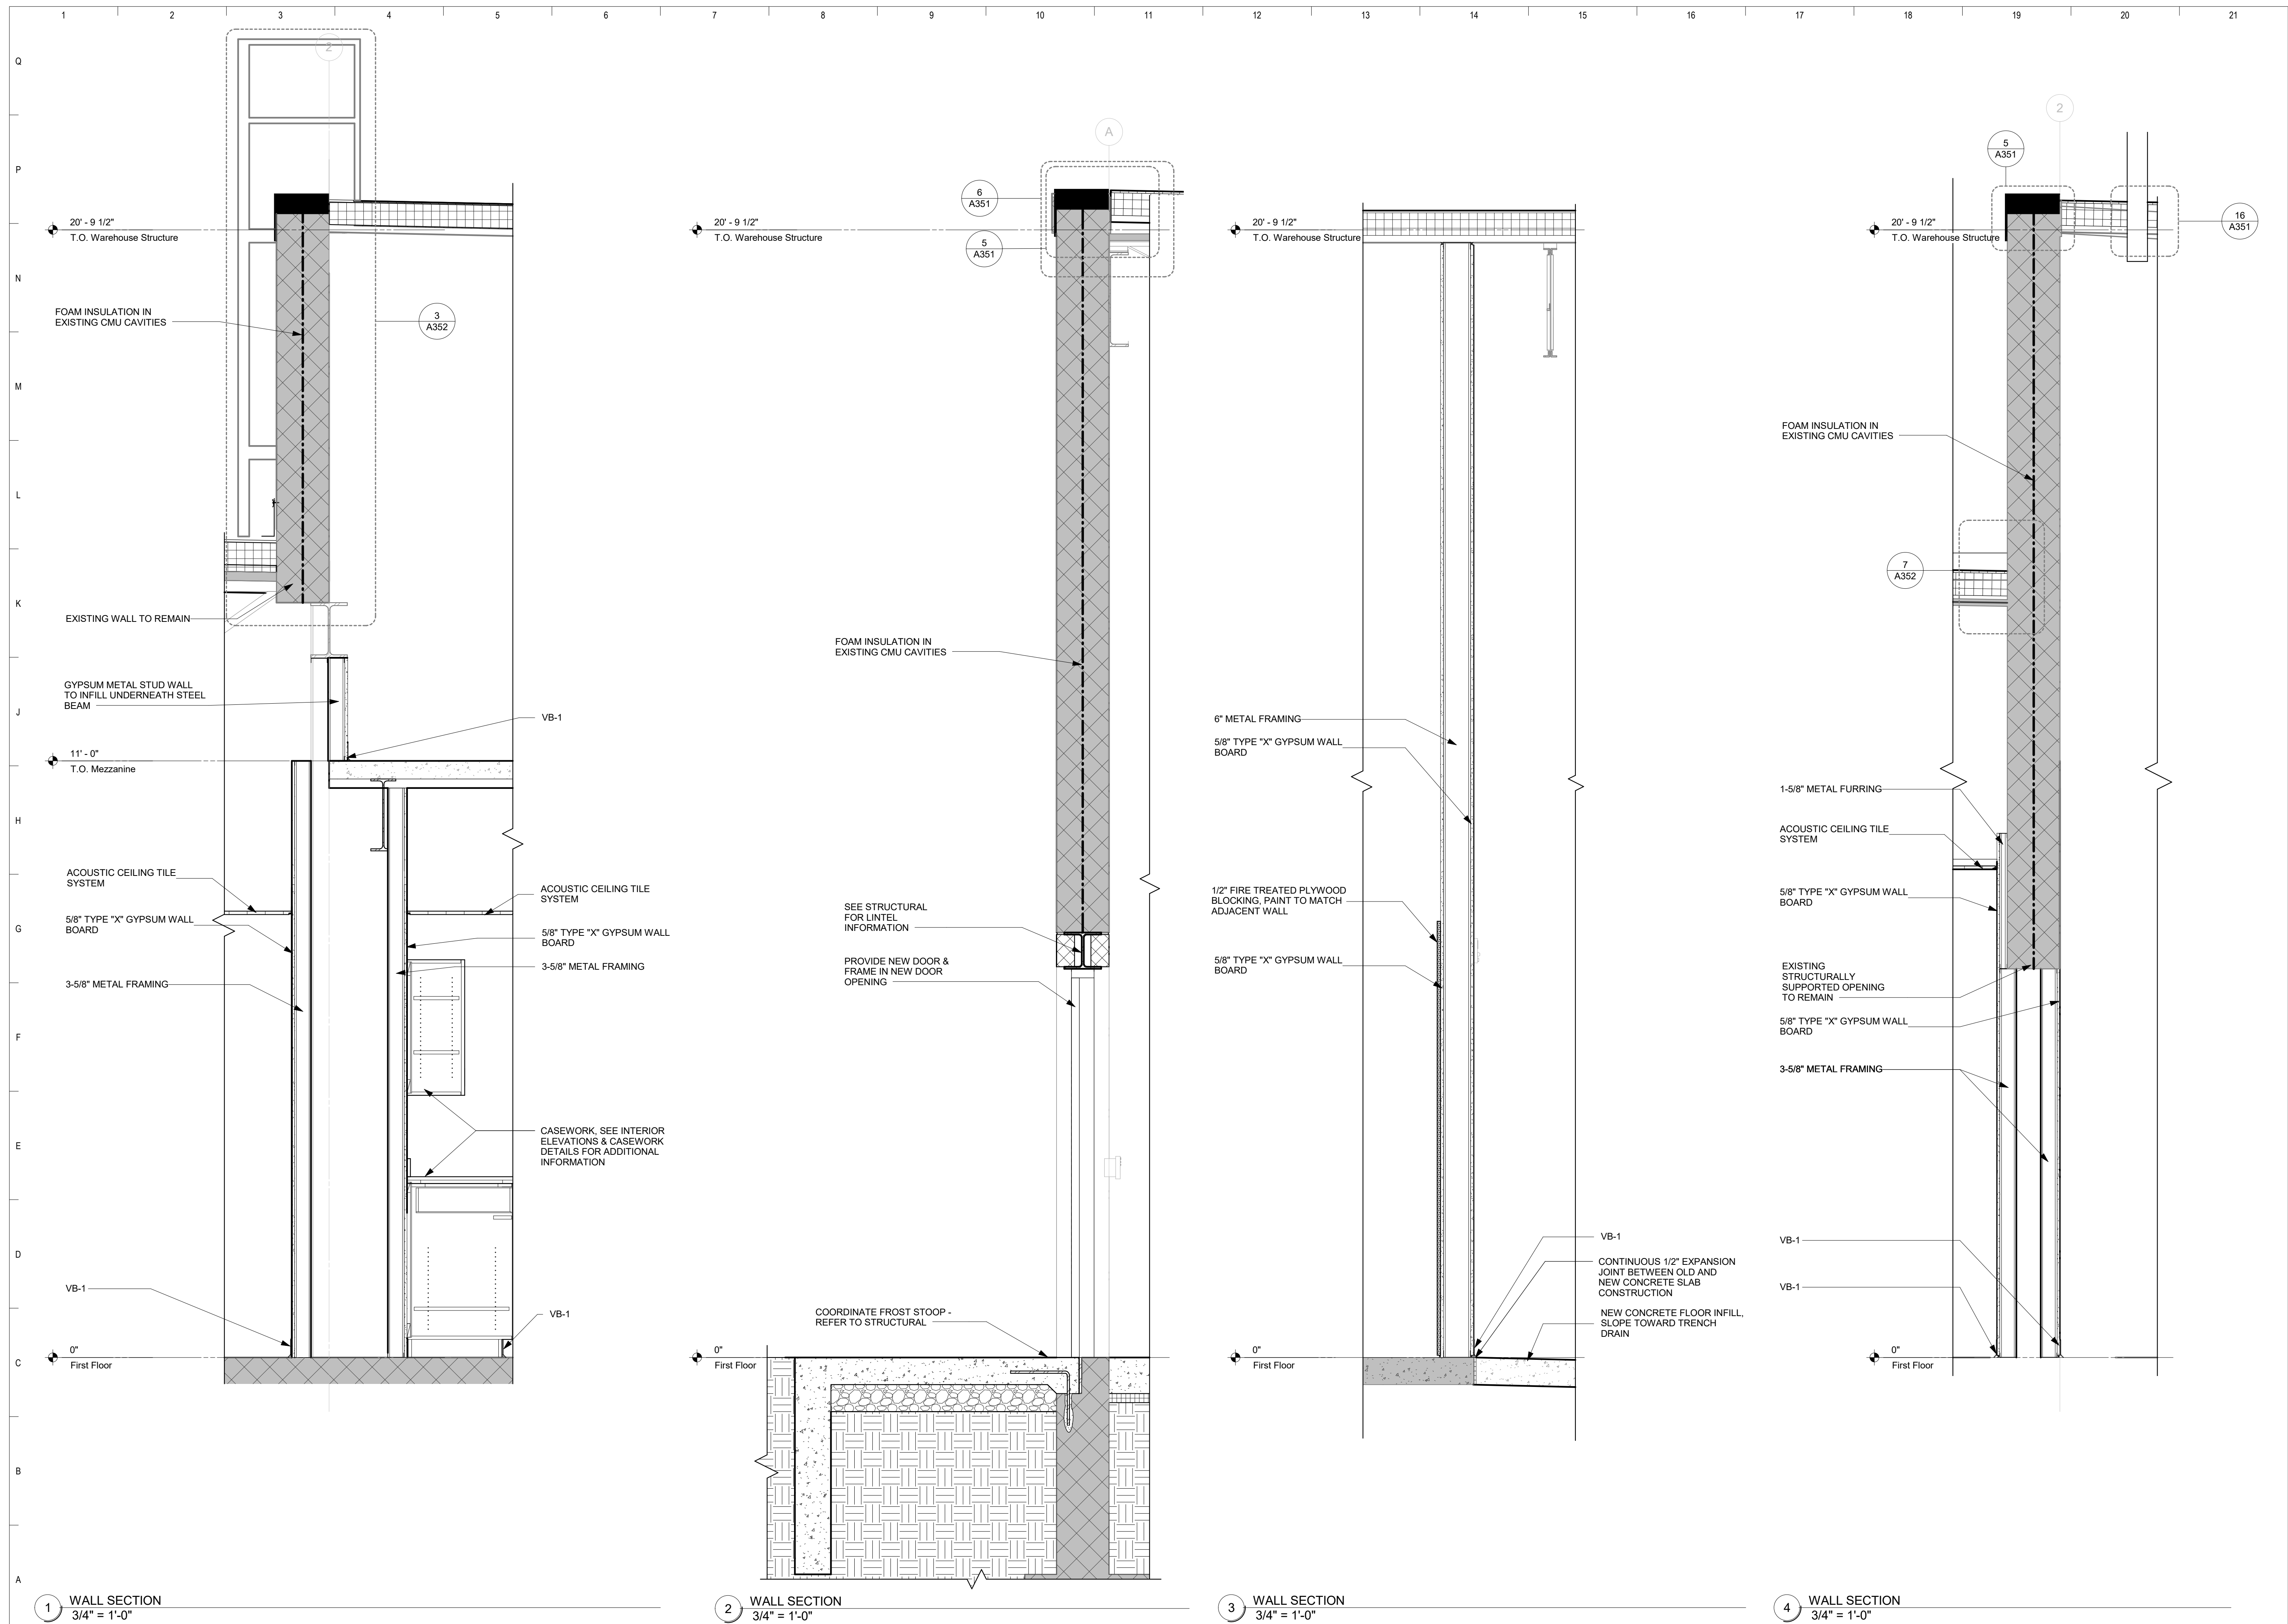 1 2 3 4 5 6 7 8 9 10 11 12 13 14 15 16 17 18 19 20 21
Q
P
N
M
L
K
J
H
G
F
E
D
C
B
A
2
20' - 9 1/2"
T.O. Warehouse Structure
FOAM INSULATION IN
EXISTING CMU CAVITIES
3
A352
EXISTING WALL TO REMAIN
GYPSUM METAL STUD WALL
TO INFILL UNDERNEATH STEEL
BEAM
VB-1
11' - 0"
T.O. Mezzanine
ACOUSTIC CEILING TILE
SYSTEM
5/8" TYPE "X" GYPSUM WALL
BOARD
3-5/8" METAL FRAMING
ACOUSTIC CEILING TILE
SYSTEM
5/8" TYPE "X" GYPSUM WALL
BOARD
3-5/8" METAL FRAMING
CASEWORK, SEE INTERIOR
ELEVATIONS & CASEWORK
DETAILS FOR ADDITIONAL
INFORMATION
VB-1
VB-1
0"
First Floor
1
WALL SECTION
3/4" = 1'-0"
A
6
A351
5
A351
20' - 9 1/2"
T.O. Warehouse Structure
FOAM INSULATION IN
EXISTING CMU CAVITIES
SEE STRUCTURAL
FOR LINTEL
INFORMATION
PROVIDE NEW DOOR &
FRAME IN NEW DOOR
OPENING
COORDINATE FROST STOOP -
REFER TO STRUCTURAL
0"
First Floor
2
WALL SECTION
3/4" = 1'-0"
20' - 9 1/2"
T.O. Warehouse Structure
6" METAL FRAMING
5/8" TYPE "X" GYPSUM WALL
BOARD
1/2" FIRE TREATED PLYWOOD
BLOCKING, PAINT TO MATCH
ADJACENT WALL
5/8" TYPE "X" GYPSUM WALL
BOARD
VB-1
CONTINUOUS 1/2" EXPANSION
JOINT BETWEEN OLD AND
NEW CONCRETE SLAB
CONSTRUCTION
NEW CONCRETE FLOOR INFILL,
SLOPE TOWARD TRENCH
DRAIN
0"
First Floor
3
WALL SECTION
3/4" = 1'-0"
2
5
A351
16
A351
20' - 9 1/2"
T.O. Warehouse Structure
FOAM INSULATION IN
EXISTING CMU CAVITIES
7
A352
1-5/8" METAL FURRING
ACOUSTIC CEILING TILE
SYSTEM
5/8" TYPE "X" GYPSUM WALL
BOARD
EXISTING
STRUCTURALLY
SUPPORTED OPENING
TO REMAIN
5/8" TYPE "X" GYPSUM WALL
BOARD
3-5/8" METAL FRAMING
VB-1
VB-1
0"
First Floor
4
WALL SECTION
3/4" = 1'-0"